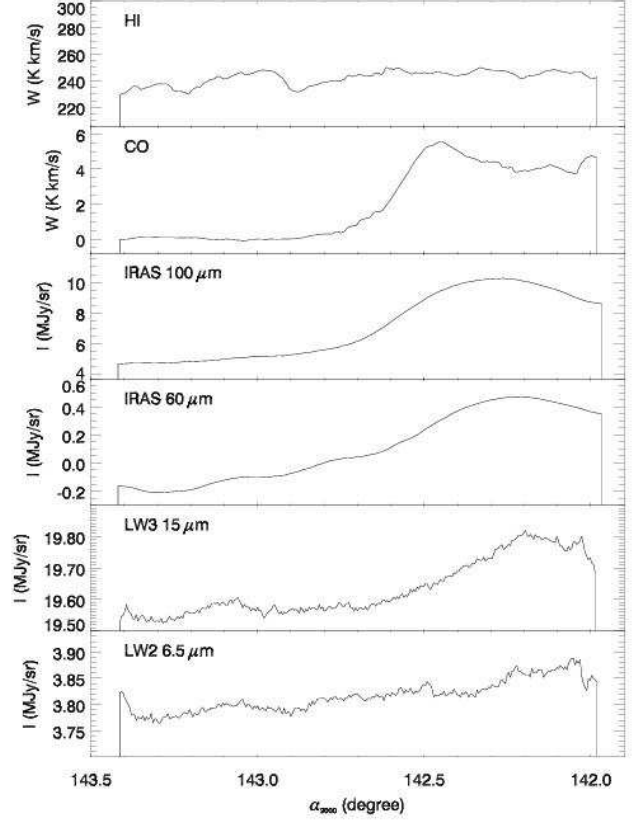 300
280
260
240
220
W (K km/s)
HI
6
4
2
0
W (K km/s)
CO
10
8
6
4
I (MJy/sr)
IRAS 100 μm
0.6
0.4
0.2
0.0
-0.2
I (MJy/sr)
IRAS 60 μm
19.80
19.70
19.60
19.50
I (MJy/sr)
LW3 15 μm
3.90
3.85
3.80
3.75
I (MJy/sr)
LW2 6.5 μm
143.5 143.0 142.5 142.0
α2000 (degree)